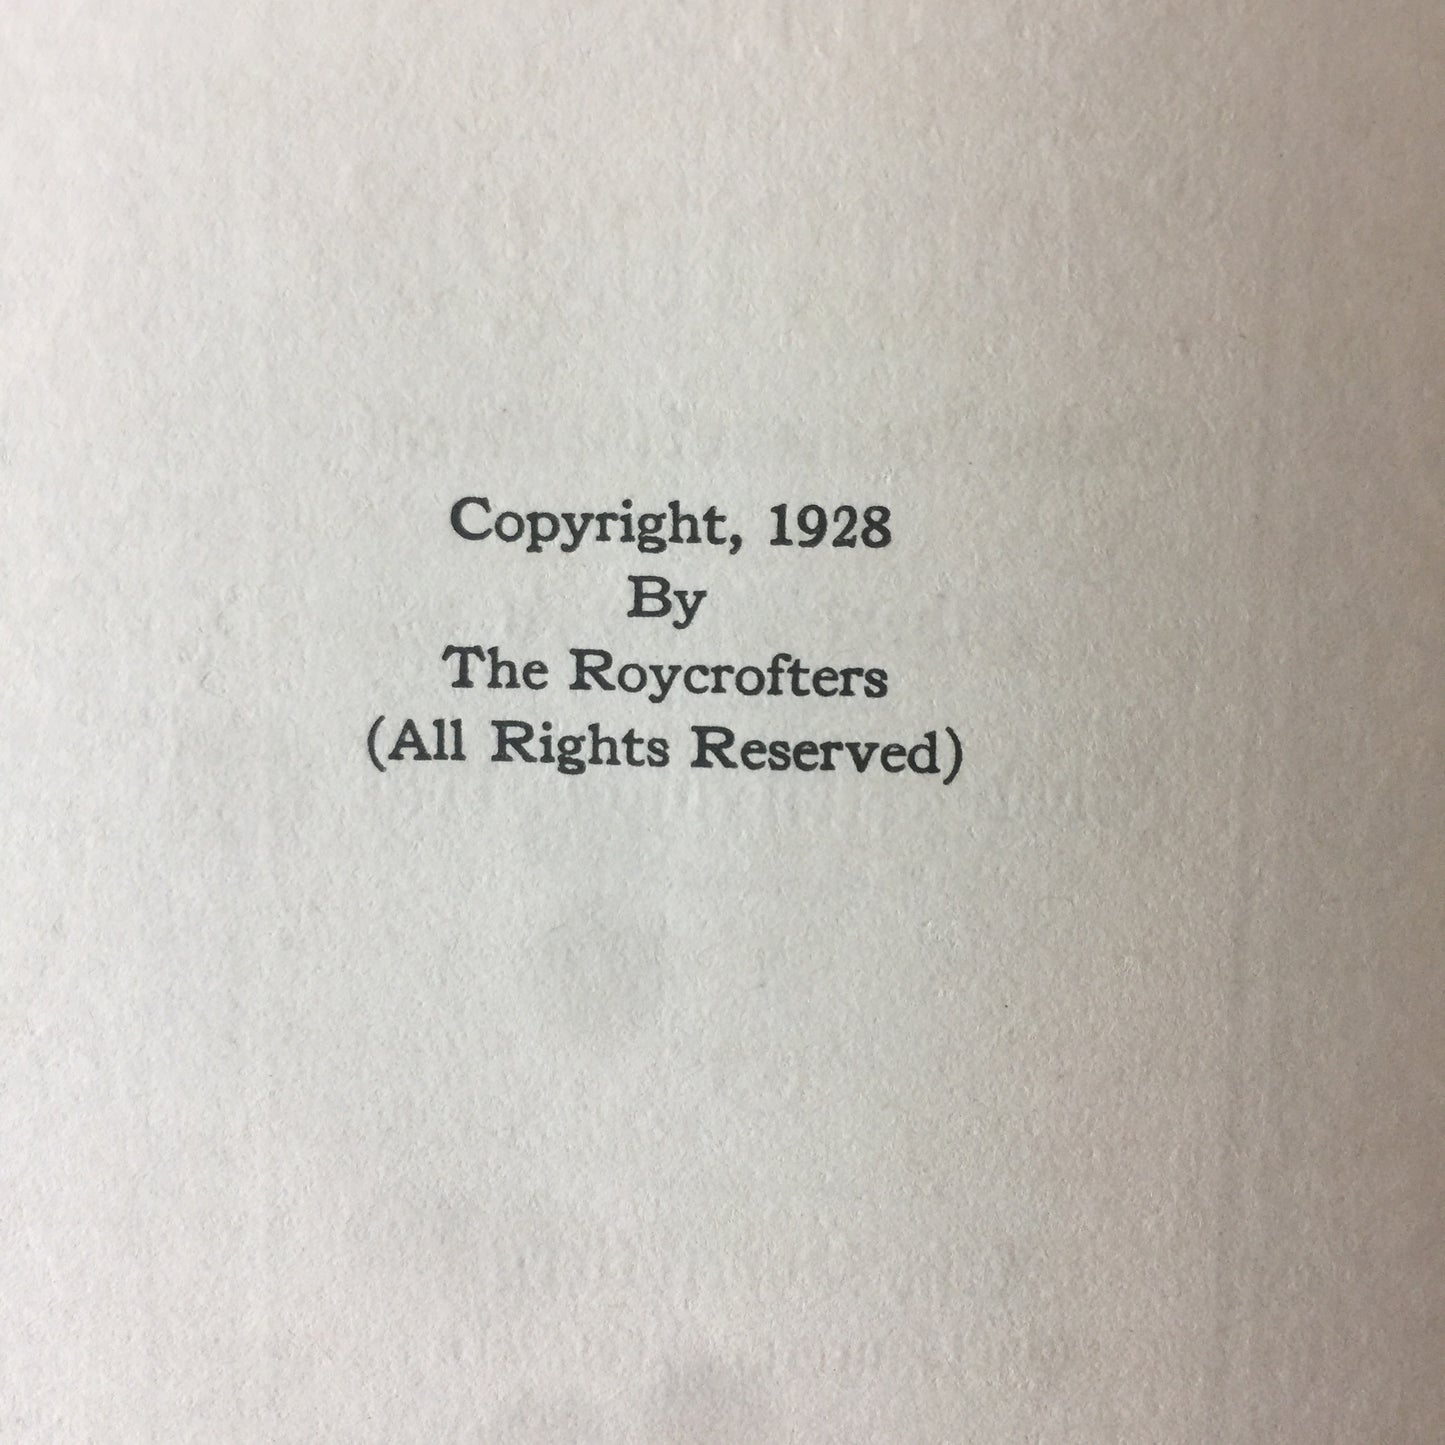 Copyright, 1928
By
The Roycrofters
(All Rights Reserved)